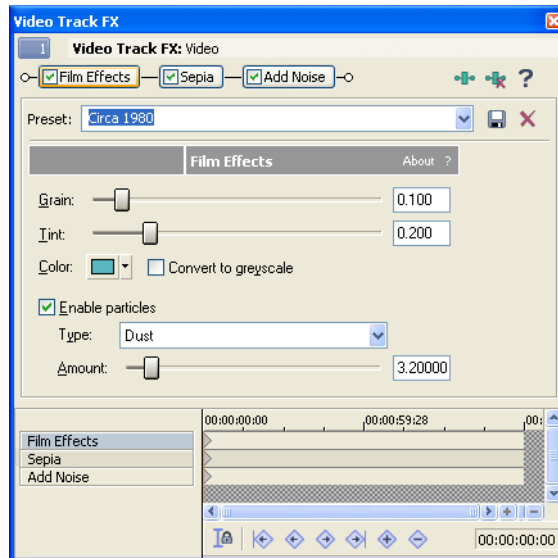 Video Track FX
1 Video Track FX: Video
Film Effects Sepia Add Noise ?
Preset: Circa 1980
Film Effects About ?
Grain: 0.100
Tint: 0.200
Color: Convert to greyscale
Enable particles
Type: Dust
Amount: 3.20000
00:00:00:00 00:00:59:28 00:
Film Effects
Sepia
Add Noise
00:00:00:00